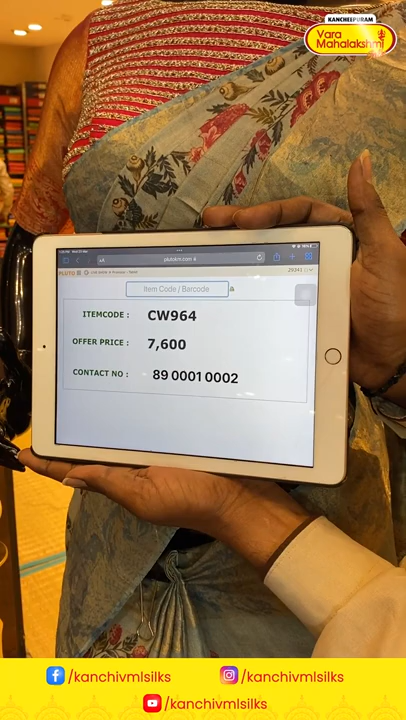 KANCHEEPURAM
Vara
Mahalakshmi
plutokm.com
PLUTO
Item Code / Barcode
ITEMCODE : CW964
OFFER PRICE : 7,600
CONTACT NO : 89 0001 0002
/kanchivmlsilks
/kanchivmlsilks
/kanchivmlsilks